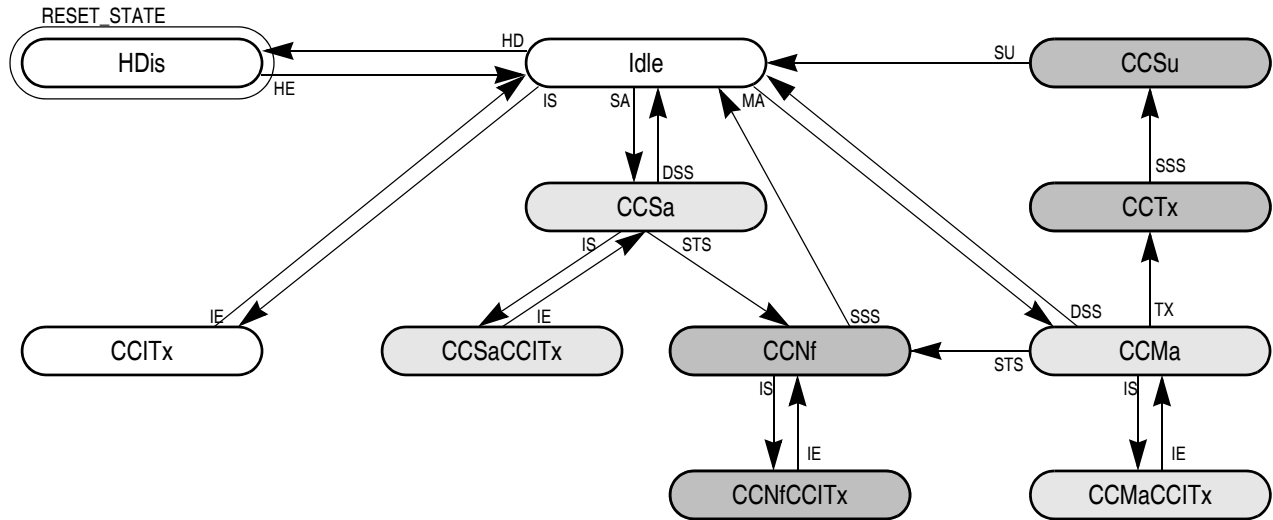 RESET_STATE
HDis
HD
HE
Idle
SU
CCSu
IS
SA
MA
DSS
SSS
CCSa
CCTx
IS
STS
IE
IE
SSS
DSS
TX
CCITx
CCSaCCITx
CCNf
STS
CCMa
IS
IS
IE
IE
CCNfCCITx
CCMaCCITx